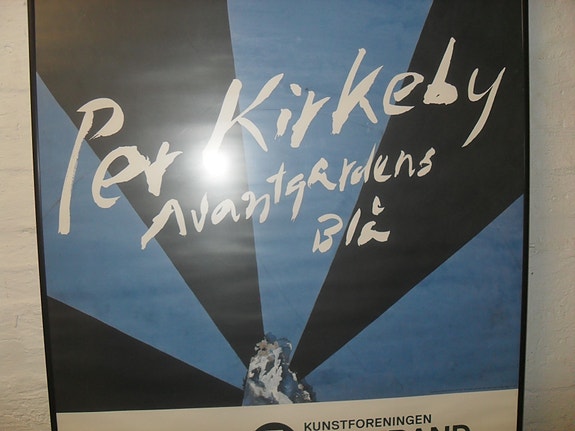 Per Kirkeby
Avantgardens
Blå
KUNSTFORENINGEN